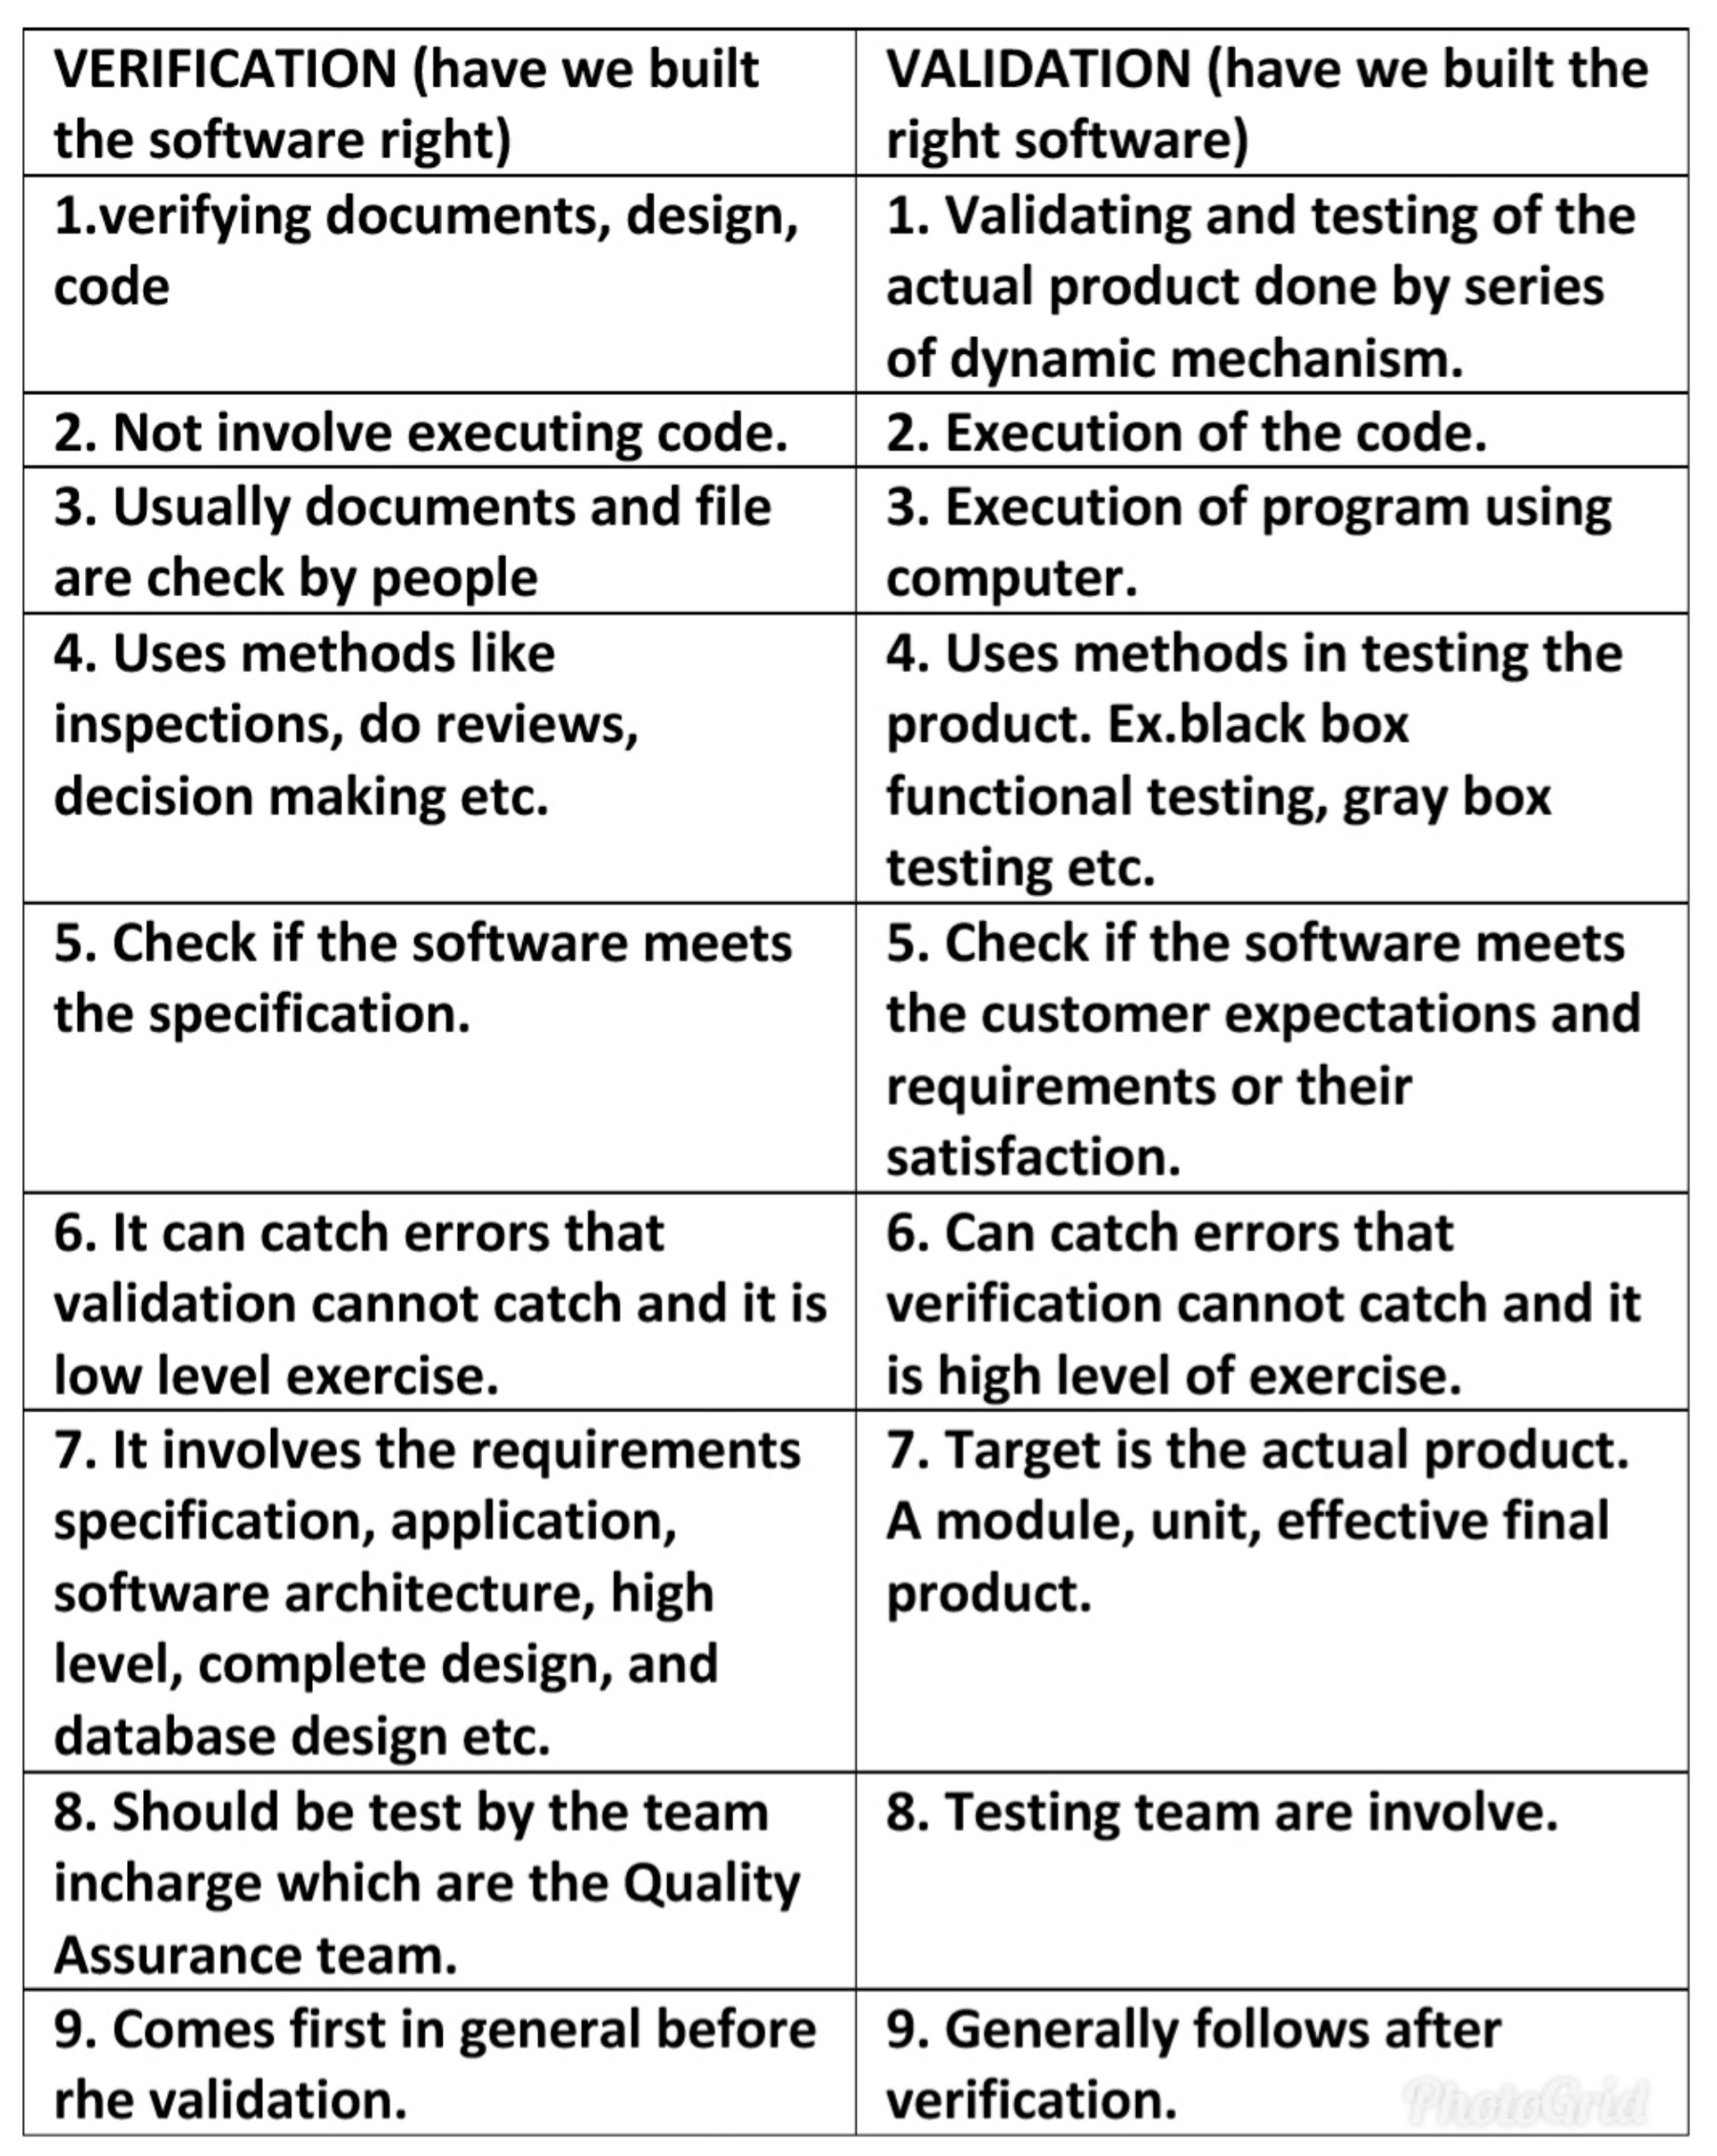 VERIFICATION (have we built
the software right)
VALIDATION (have we built the
right software)
1.verifying documents, design,
code
1. Validating and testing of the
actual product done by series
of dynamic mechanism.
2. Not involve executing code.
2. Execution of the code.
3. Usually documents and file
are check by people
3. Execution of program using
computer.
4. Uses methods like
inspections, do reviews,
decision making etc.
4. Uses methods in testing the
product. Ex.black box
functional testing, gray box
testing etc.
5. Check if the software meets
the specification.
5. Check if the software meets
the customer expectations and
requirements or their
satisfaction.
6. It can catch errors that
validation cannot catch and it is
low level exercise.
6. Can catch errors that
verification cannot catch and it
is high level of exercise.
7. It involves the requirements
specification, application,
software architecture, high
level, complete design, and
database design etc.
7. Target is the actual product.
A module, unit, effective final
product.
8. Should be test by the team
incharge which are the Quality
Assurance team.
8. Testing team are involve.
9. Comes first in general before
rhe validation.
9. Generally follows after
verification.
PhotoGrid